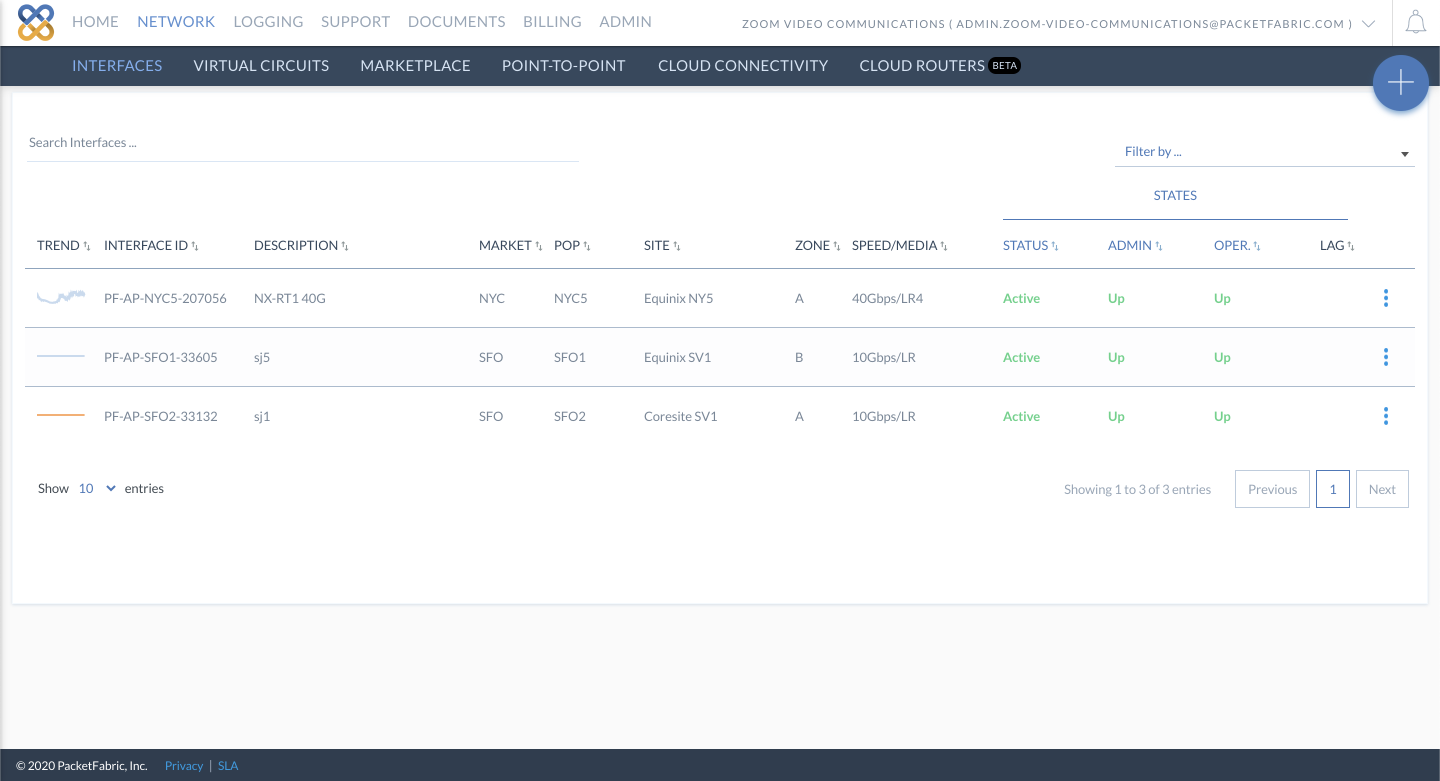 HOME NETWORK LOGGING SUPPORT DOCUMENTS BILLING ADMIN ZOOM VIDEO COMMUNICATIONS ( ADMIN.ZOOM-VIDEO-COMMUNICATIONS@PACKETFABRIC.COM )
INTERFACES VIRTUAL CIRCUITS MARKETPLACE POINT-TO-POINT CLOUD CONNECTIVITY CLOUD ROUTERS BETA
Search Interfaces ...
Filter by ...
STATES
TREND INTERFACE ID DESCRIPTION MARKET POP SITE ZONE SPEED/MEDIA STATUS ADMIN OPER. LAG
PF-AP-NYC5-207056 NX-RT1 40G NYC NYC5 Equinix NY5 A 40Gbps/LR4 Active Up Up
PF-AP-SFO1-33605 sj5 SFO SFO1 Equinix SV1 B 10Gbps/LR Active Up Up
PF-AP-SFO2-33132 sj1 SFO SFO2 Coresite SV1 A 10Gbps/LR Active Up Up
Show 10 entries Showing 1 to 3 of 3 entries Previous 1 Next
© 2020 PacketFabric, Inc. Privacy | SLA